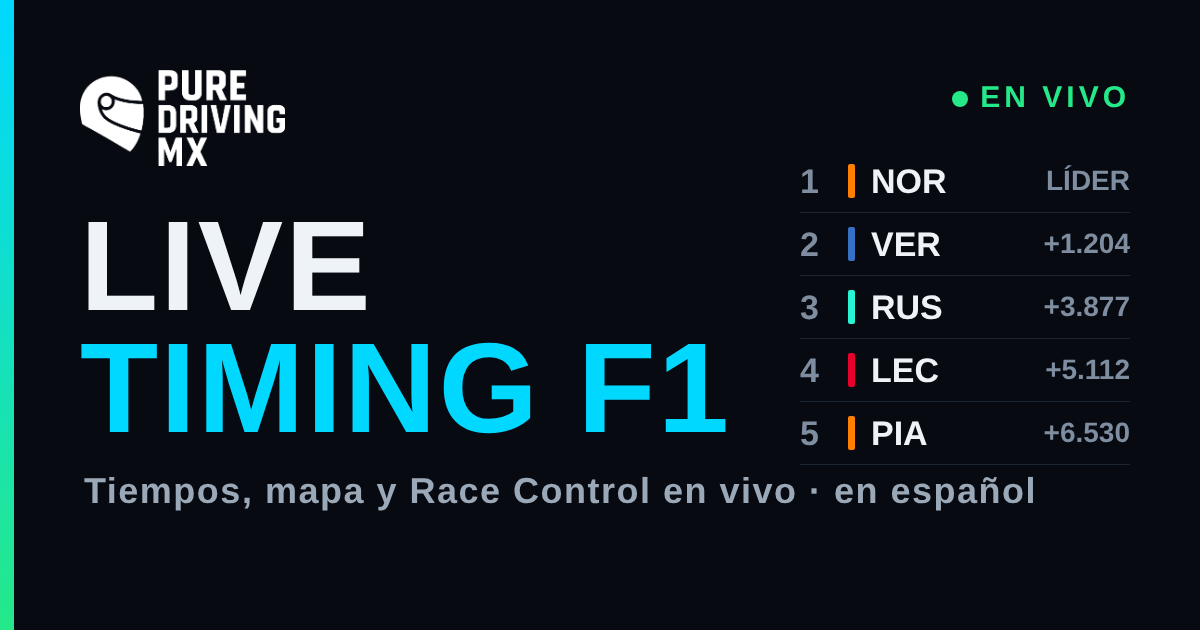 PURE
DRIVING
MX
EN VIVO
LIVE
TIMING F1
1 NOR LÍDER
2 VER +1.204
3 RUS +3.877
4 LEC +5.112
5 PIA +6.530
Tiempos, mapa y Race Control en vivo · en español